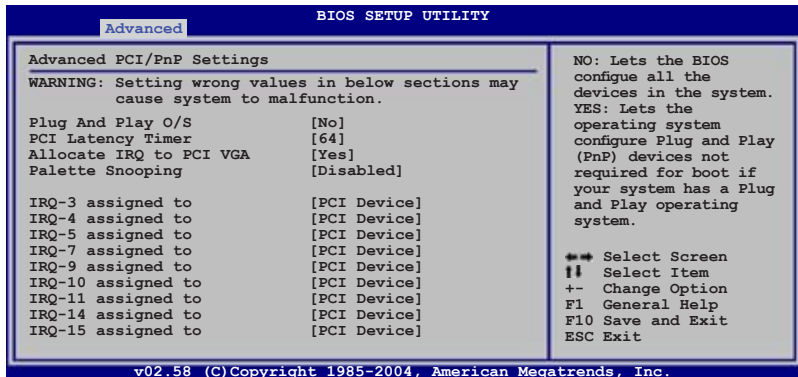 BIOS SETUP UTILITY
Advanced
Advanced PCI/PnP Settings
WARNING: Setting wrong values in below sections may
cause system to malfunction.
Plug And Play O/S [No]
PCI Latency Timer [64]
Allocate IRQ to PCI VGA [Yes]
Palette Snooping [Disabled]
IRQ-3 assigned to [PCI Device]
IRQ-4 assigned to [PCI Device]
IRQ-5 assigned to [PCI Device]
IRQ-7 assigned to [PCI Device]
IRQ-9 assigned to [PCI Device]
IRQ-10 assigned to [PCI Device]
IRQ-11 assigned to [PCI Device]
IRQ-14 assigned to [PCI Device]
IRQ-15 assigned to [PCI Device]
NO: Lets the BIOS
configue all the
devices in the system.
YES: Lets the
operating system
configure Plug and Play
(PnP) devices not
required for boot if
your system has a Plug
and Play operating
system.
Select Screen
Select Item
+- Change Option
F1 General Help
F10 Save and Exit
ESC Exit
v02.58 (C)Copyright 1985-2004, American Megatrends, Inc.